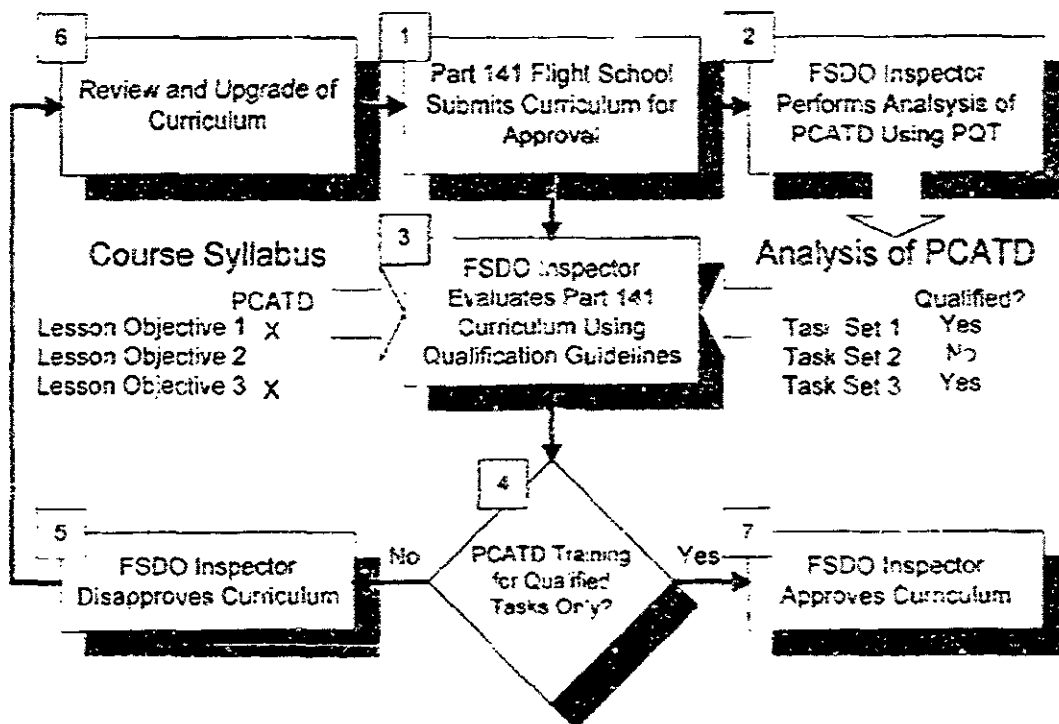 6
Review and Upgrade of
Curriculum
1
Part 141 Flight School
Submits Curriculum for
Approval
2
FSDO Inspector
Performs Analsysis of
PCATD Using PQT
Course Syllabus
PCATD
Lesson Objective 1 X
Lesson Objective 2
Lesson Objective 3 X
3
FSDO Inspector
Evaluates Part 141
Curriculum Using
Qualification Guidelines
Analysis of PCATD
Qualified?
Task Set 1 Yes
Task Set 2 No
Task Set 3 Yes
4
PCATD Training
for Qualified
Tasks Only?
No
Yes
5
FSDO Inspector
Disapproves Curriculum
7
FSDO Inspector
Approves Curriculum